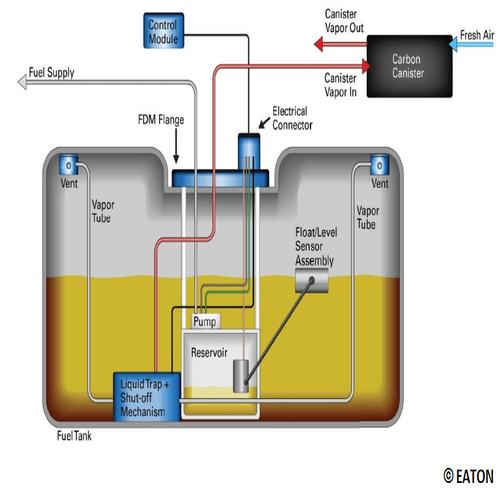 Control
Module
Canister
Vapor Out
Fresh Air
Carbon
Canister
Canister
Vapor In
Fuel Supply
FDM Flange
Electrical
Connector
Vent
Vent
Vapor
Tube
Vapor
Tube
Float/Level
Sensor
Assembly
Pump
Reservoir
Liquid Trap +
Shut-off
Mechanism
Fuel Tank
© EATON